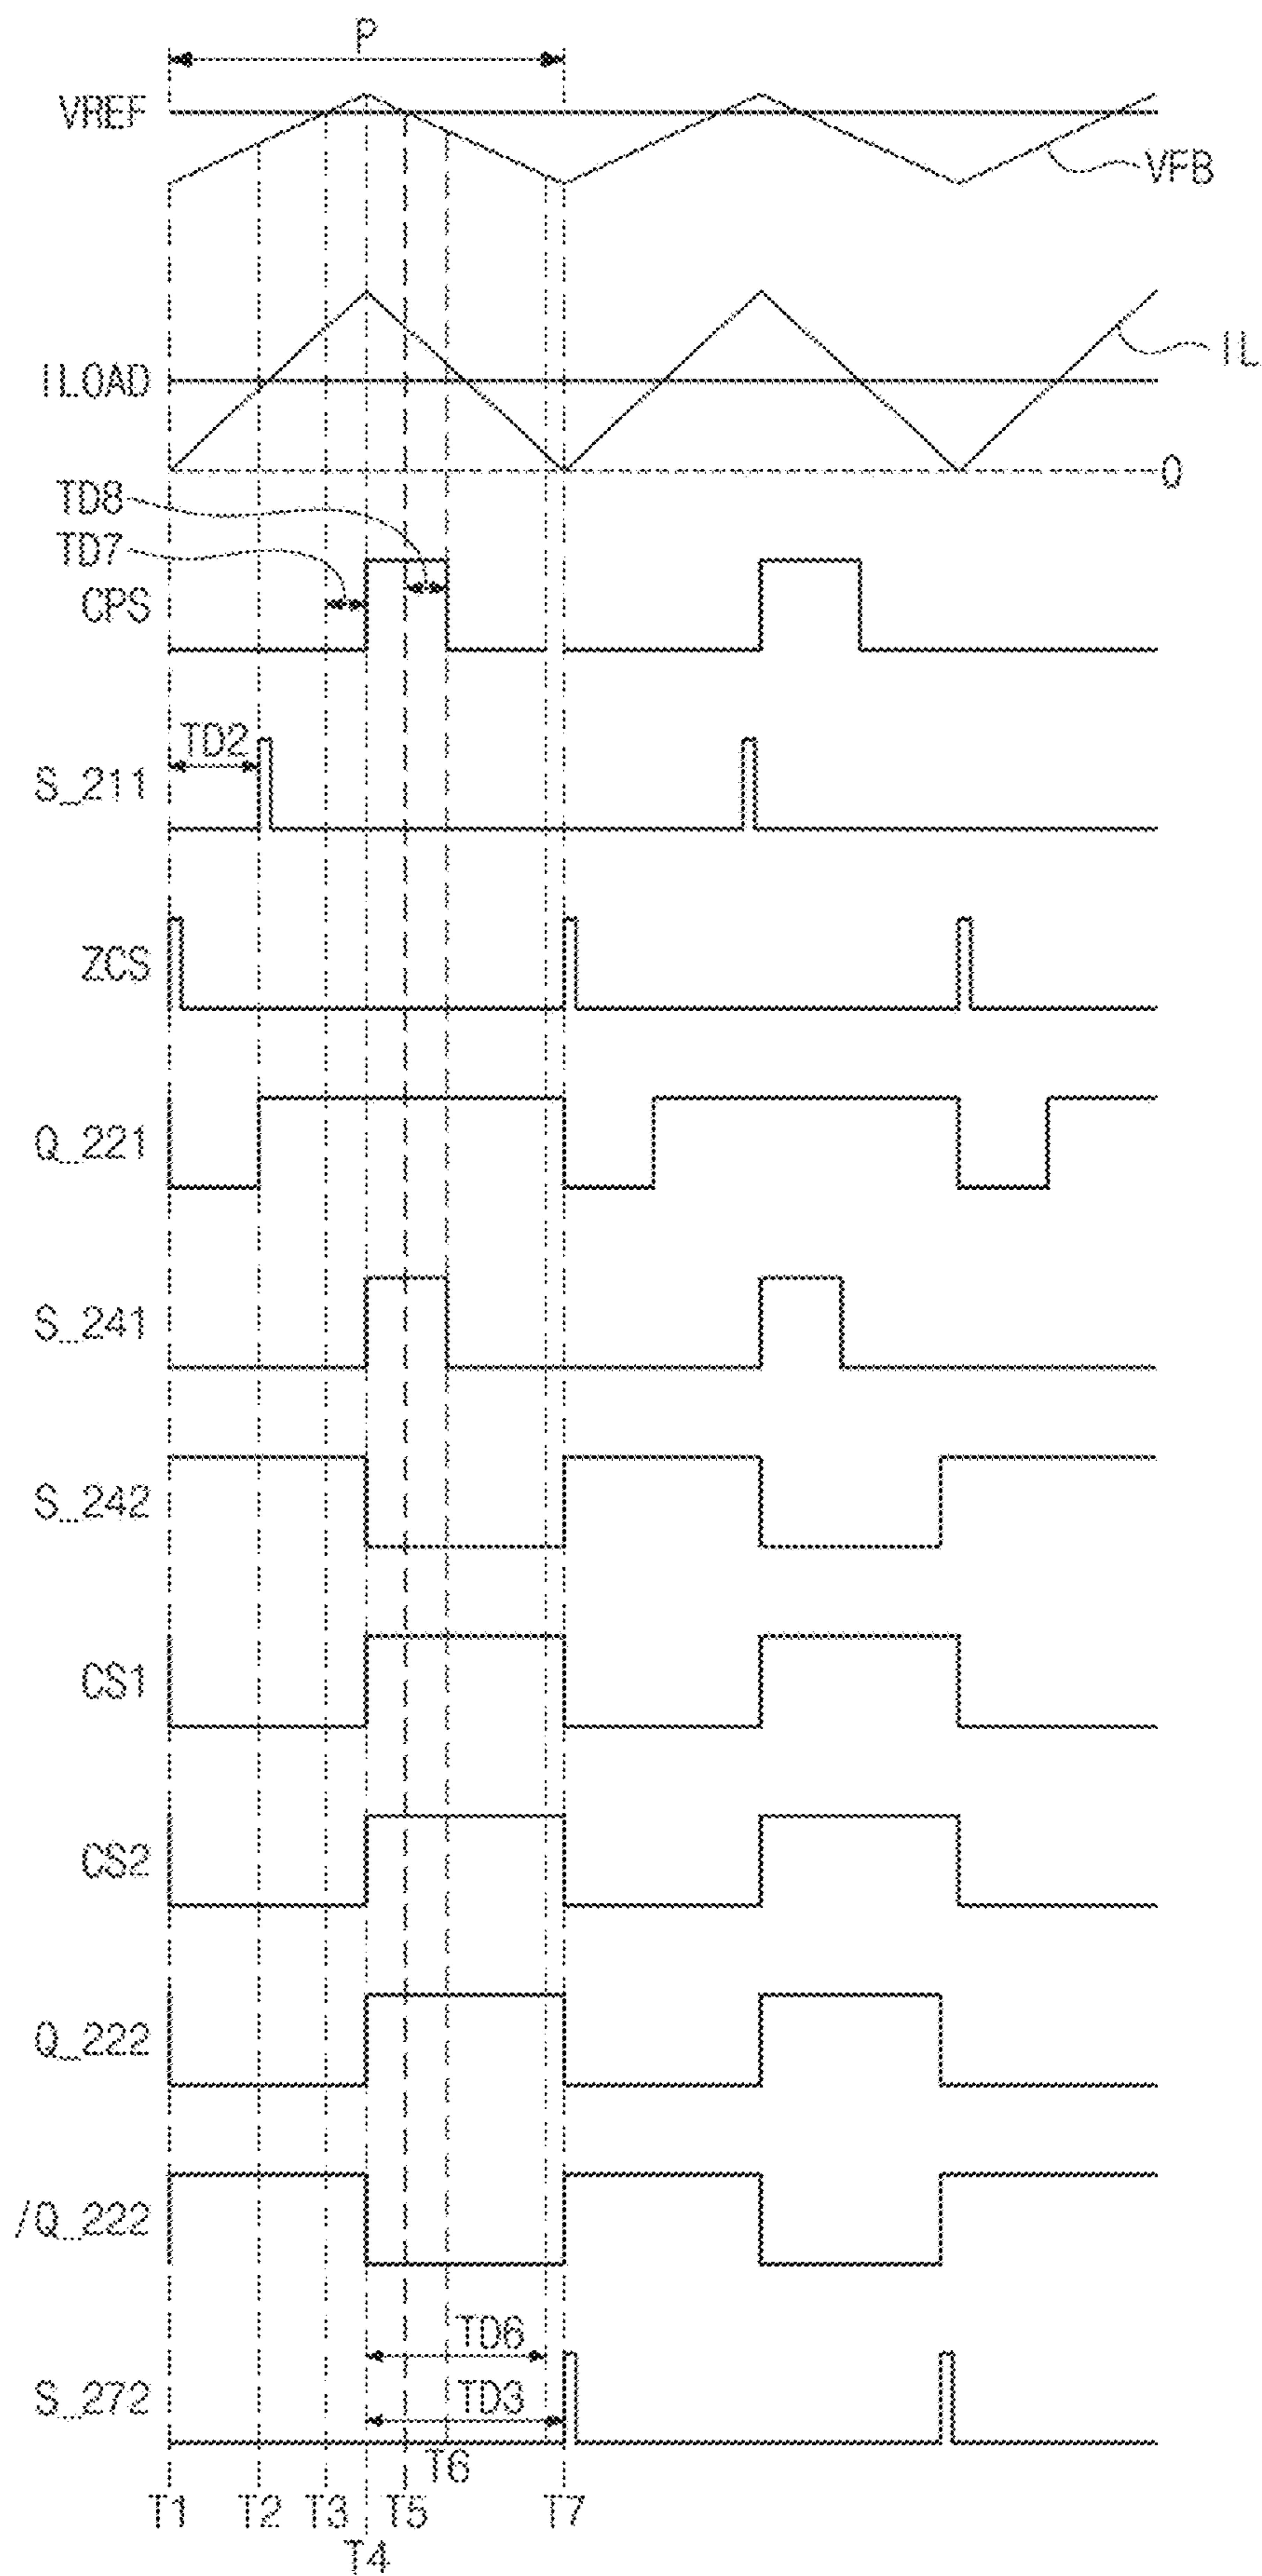 P
VREF
VFB
ILOAD
IL
0
TD8
TD7
CPS
TD2
S_211
ZCS
Q_221
S_241
S_242
CS1
CS2
Q_222
/Q_222
TD6
S_272
TD3
T6
T1 T2 T3 T5 T7
T4